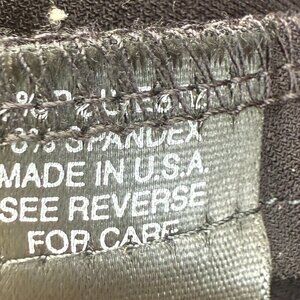 % SPANDEX
MADE IN U.S.A
SEE REVERSE
FOR CARE